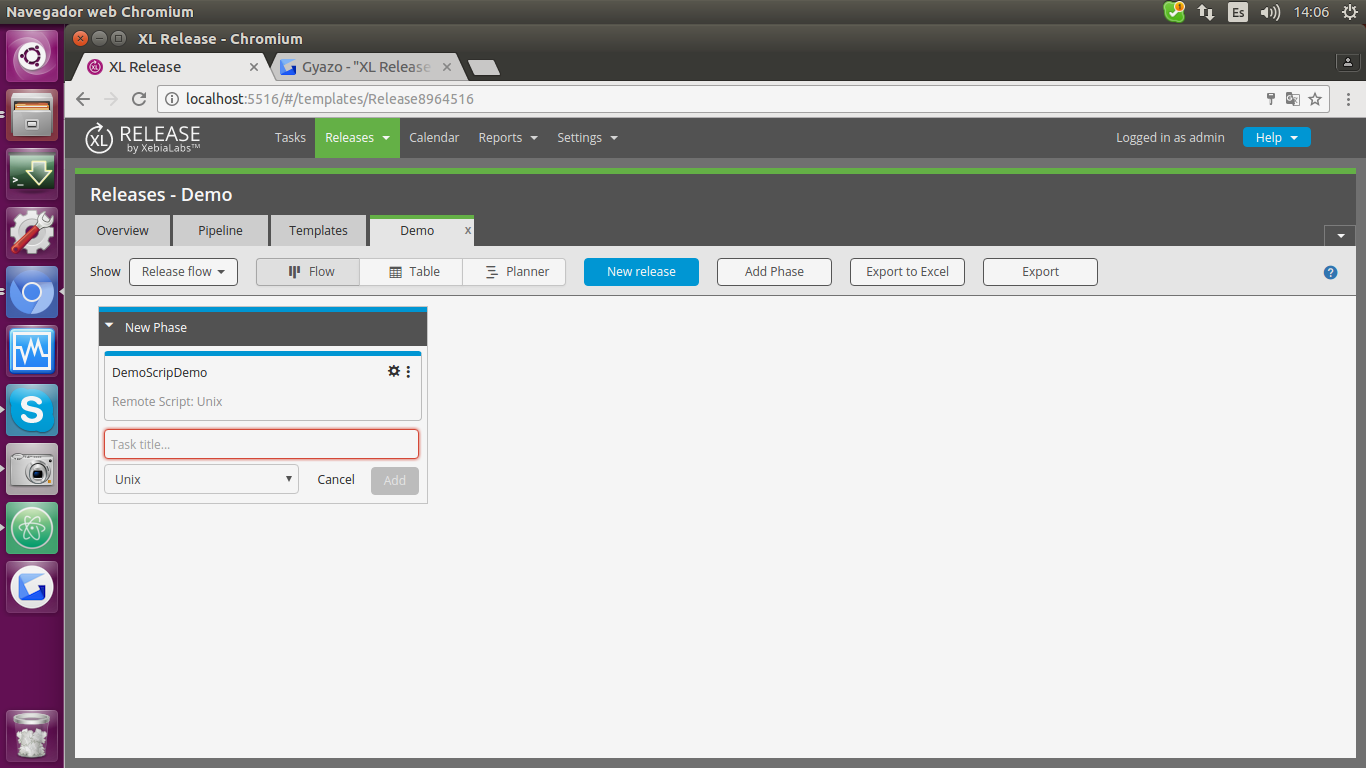 Navegador web Chromium
Es
14:06
XL Release - Chromium
XL Release
Gyazo - "XL Release
localhost:5516/#/templates/Release8964516
XL RELEASE
by XebiaLabs™
Tasks
Releases
Calendar
Reports
Settings
Logged in as admin
Help
Releases - Demo
Overview
Pipeline
Templates
Demo
x
Show
Release flow
Flow
Table
Planner
New release
Add Phase
Export to Excel
Export
?
New Phase
DemoScripDemo
Remote Script: Unix
Task title...
Unix
Cancel
Add